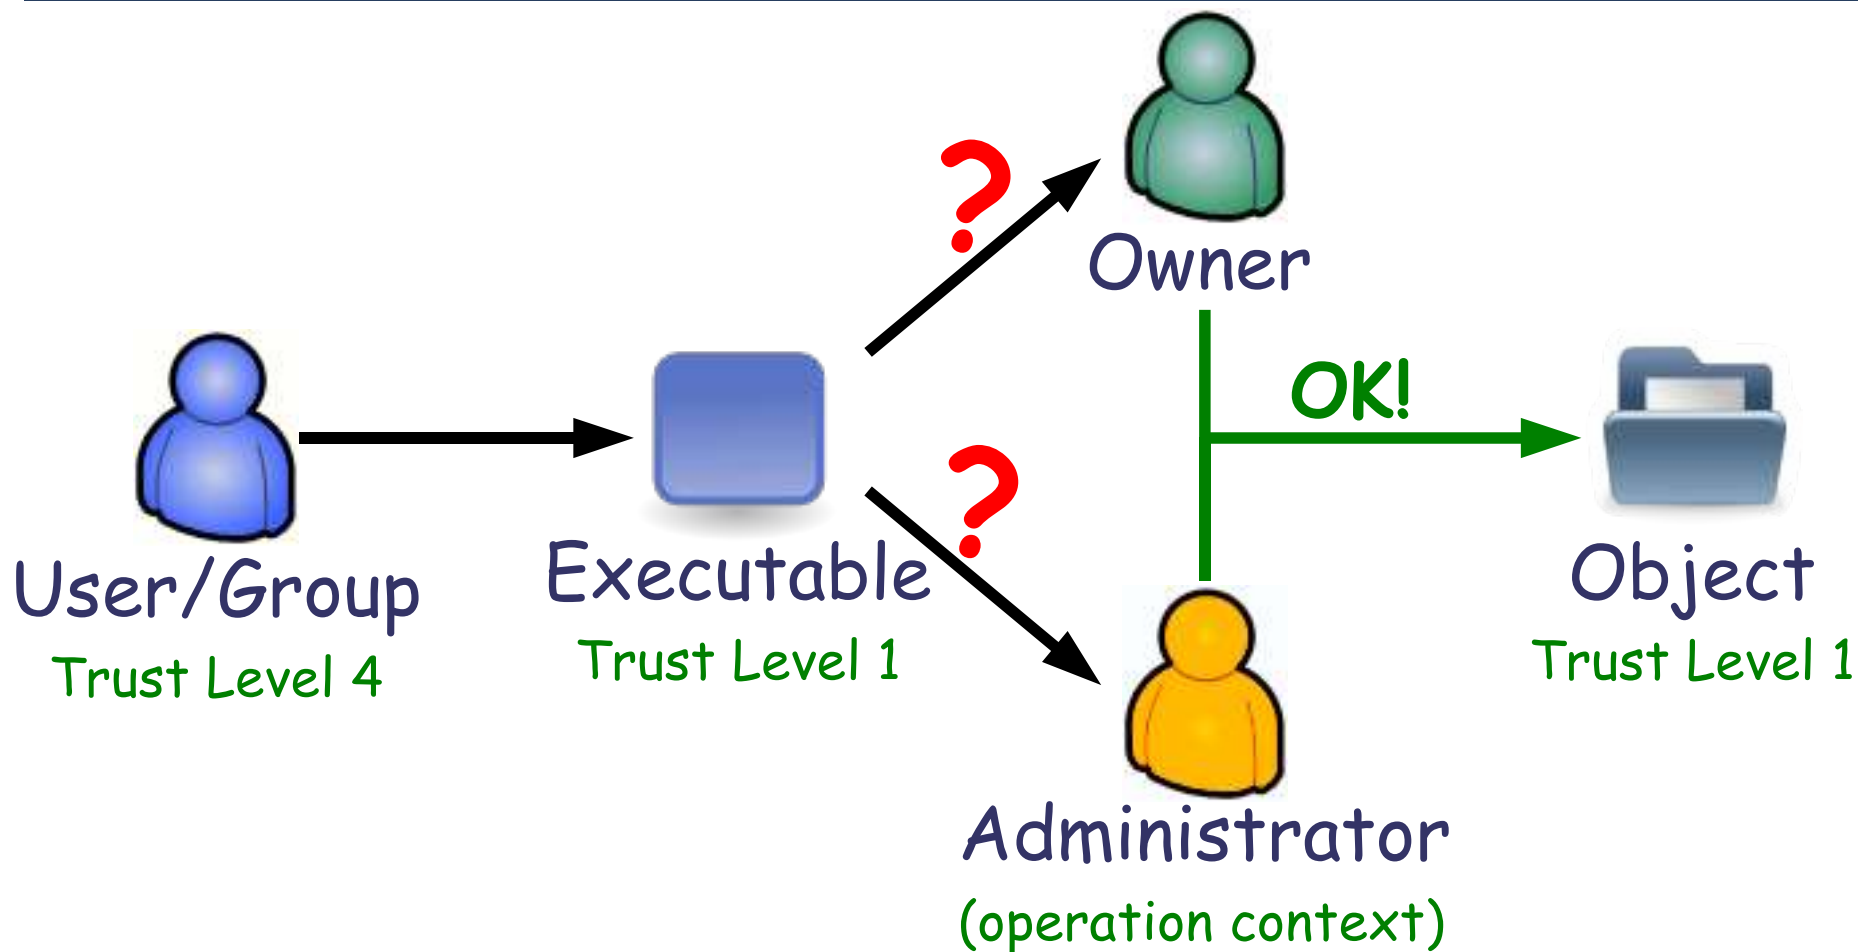 ?
Owner
OK!
?
User/Group
Trust Level 4
Executable
Trust Level 1
Object
Trust Level 1
Administrator
(operation context)